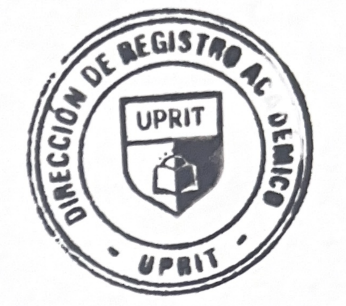 DIRECCIÓN DE REGISTRO AC DEMICO
UPRIT
- UPRIT -